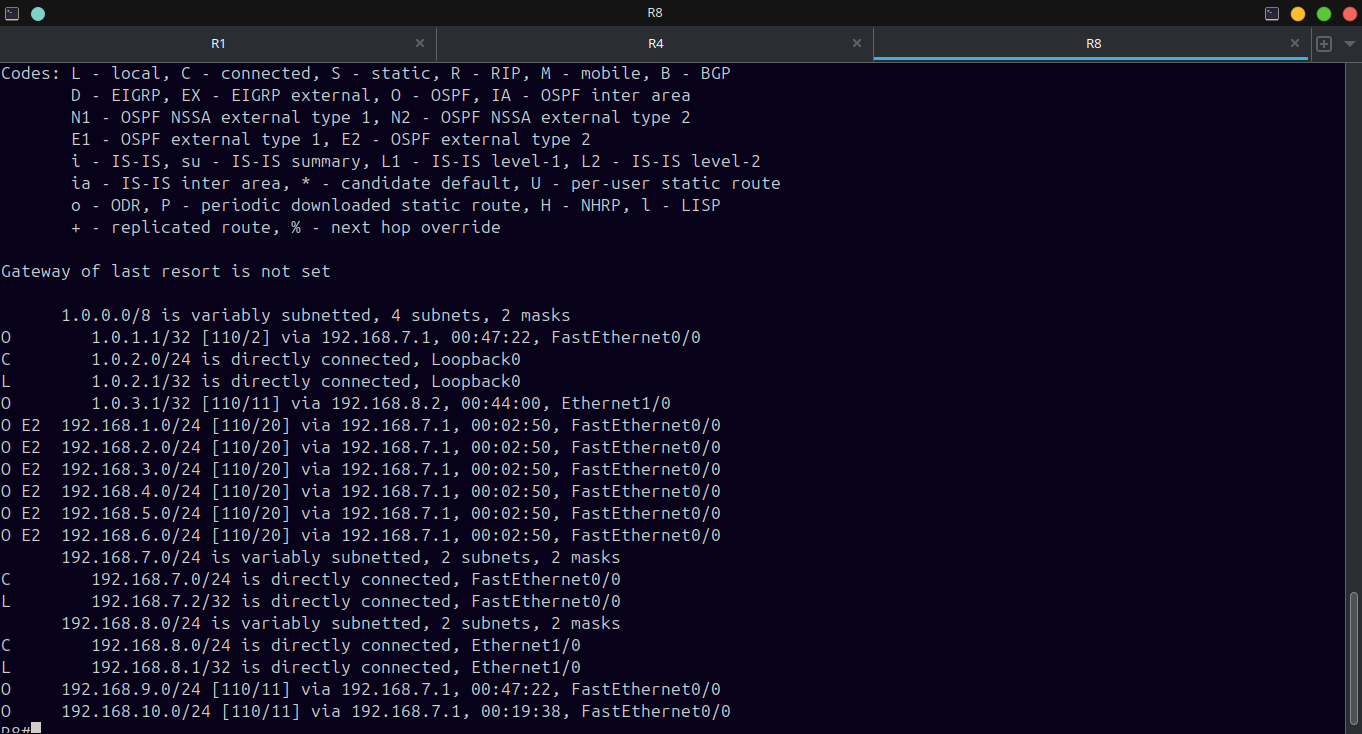 R8
R1
R4
R8
Codes: L - local, C - connected, S - static, R - RIP, M - mobile, B - BGP
       D - EIGRP, EX - EIGRP external, O - OSPF, IA - OSPF inter area
       N1 - OSPF NSSA external type 1, N2 - OSPF NSSA external type 2
       E1 - OSPF external type 1, E2 - OSPF external type 2
       i - IS-IS, su - IS-IS summary, L1 - IS-IS level-1, L2 - IS-IS level-2
       ia - IS-IS inter area, * - candidate default, U - per-user static route
       o - ODR, P - periodic downloaded static route, H - NHRP, l - LISP
       + - replicated route, % - next hop override
Gateway of last resort is not set
      1.0.0.0/8 is variably subnetted, 4 subnets, 2 masks
O        1.0.1.1/32 [110/2] via 192.168.7.1, 00:47:22, FastEthernet0/0
C        1.0.2.0/24 is directly connected, Loopback0
L        1.0.2.1/32 is directly connected, Loopback0
O        1.0.3.1/32 [110/11] via 192.168.8.2, 00:44:00, Ethernet1/0
O E2  192.168.1.0/24 [110/20] via 192.168.7.1, 00:02:50, FastEthernet0/0
O E2  192.168.2.0/24 [110/20] via 192.168.7.1, 00:02:50, FastEthernet0/0
O E2  192.168.3.0/24 [110/20] via 192.168.7.1, 00:02:50, FastEthernet0/0
O E2  192.168.4.0/24 [110/20] via 192.168.7.1, 00:02:50, FastEthernet0/0
O E2  192.168.5.0/24 [110/20] via 192.168.7.1, 00:02:50, FastEthernet0/0
O E2  192.168.6.0/24 [110/20] via 192.168.7.1, 00:02:50, FastEthernet0/0
      192.168.7.0/24 is variably subnetted, 2 subnets, 2 masks
C        192.168.7.0/24 is directly connected, FastEthernet0/0
L        192.168.7.2/32 is directly connected, FastEthernet0/0
      192.168.8.0/24 is variably subnetted, 2 subnets, 2 masks
C        192.168.8.0/24 is directly connected, Ethernet1/0
L        192.168.8.1/32 is directly connected, Ethernet1/0
O     192.168.9.0/24 [110/11] via 192.168.7.1, 00:47:22, FastEthernet0/0
O     192.168.10.0/24 [110/11] via 192.168.7.1, 00:19:38, FastEthernet0/0
R8#